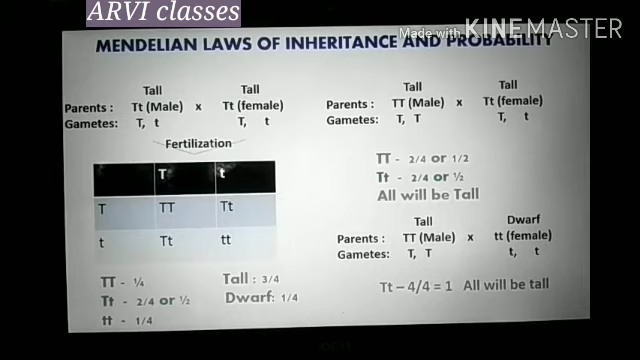 ARVI classes
Made with KINEMASTER
MENDELIAN LAWS OF INHERITANCE AND PROBABILITY
Tall Tall
Parents : Tt (Male) x Tt (female)
Gametes: T, t T, t
Fertilization
T t
T TT Tt
t Tt tt
TT - ¼
Tt - 2/4 or ½
tt - 1/4
Tall : 3/4
Dwarf: 1/4
Tall Tall
Parents : TT (Male) x Tt (female)
Gametes: T, T T, t
TT - 2/4 or 1/2
Tt - 2/4 or ½
All will be Tall
Tall Dwarf
Parents : TT (Male) x tt (female)
Gametes: T, T t, t
Tt – 4/4 = 1 All will be tall